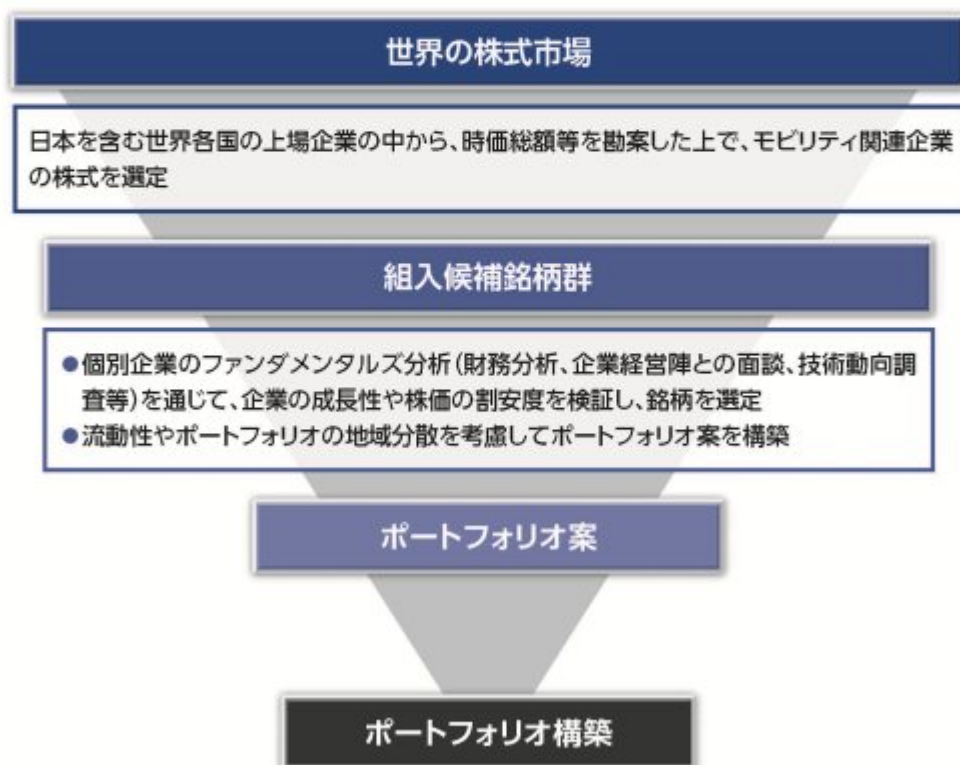 世界の株式市場
日本を含む世界各国の上場企業の中から、時価総額等を勘案した上で、モビリティ関連企業
の株式を選定
組入候補銘柄群
●個別企業のファンダメンタルズ分析(財務分析、企業経営陣との面談、技術動向調
査等)を通じて、企業の成長性や株価の割安度を検証し、銘柄を選定
●流動性やポートフォリオの地域分散を考慮してポートフォリオ案を構築
ポートフォリオ案
ポートフォリオ構築